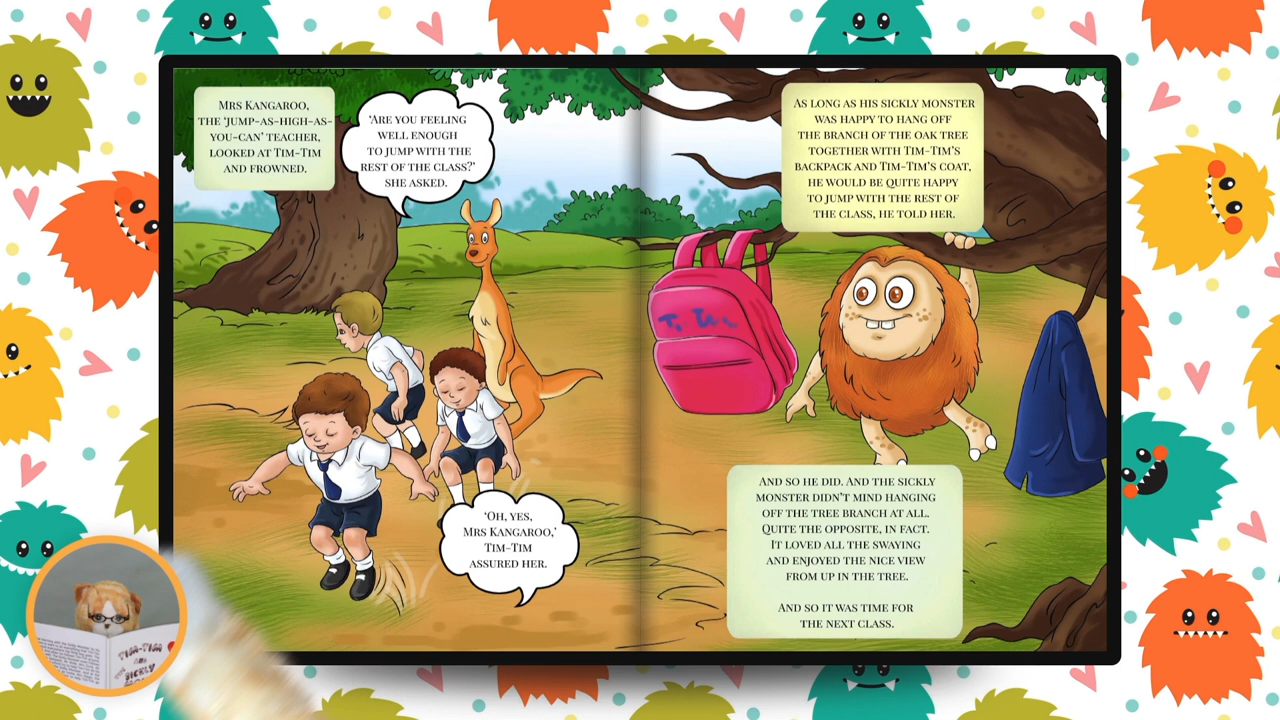 Mrs Kangaroo,
the 'jump-as-high-as-
you-can' teacher,
looked at Tim-Tim
and frowned.
'Are you feeling
well enough
to jump with the
rest of the class?'
she asked.
'Oh, yes,
Mrs Kangaroo,'
Tim-Tim
assured her.
As long as his sickly monster
was happy to hang off
the branch of the oak tree
together with Tim-Tim's
backpack and Tim-Tim's coat,
he would be quite happy
to jump with the rest of
the class, he told her.
And so he did. And the sickly
monster didn't mind hanging
off the tree branch at all.
Quite the opposite, in fact.
It loved all the swaying
and enjoyed the nice view
from up in the tree.
And so it was time for
the next class.
TIM-TIM
AND
THE
SICKLY